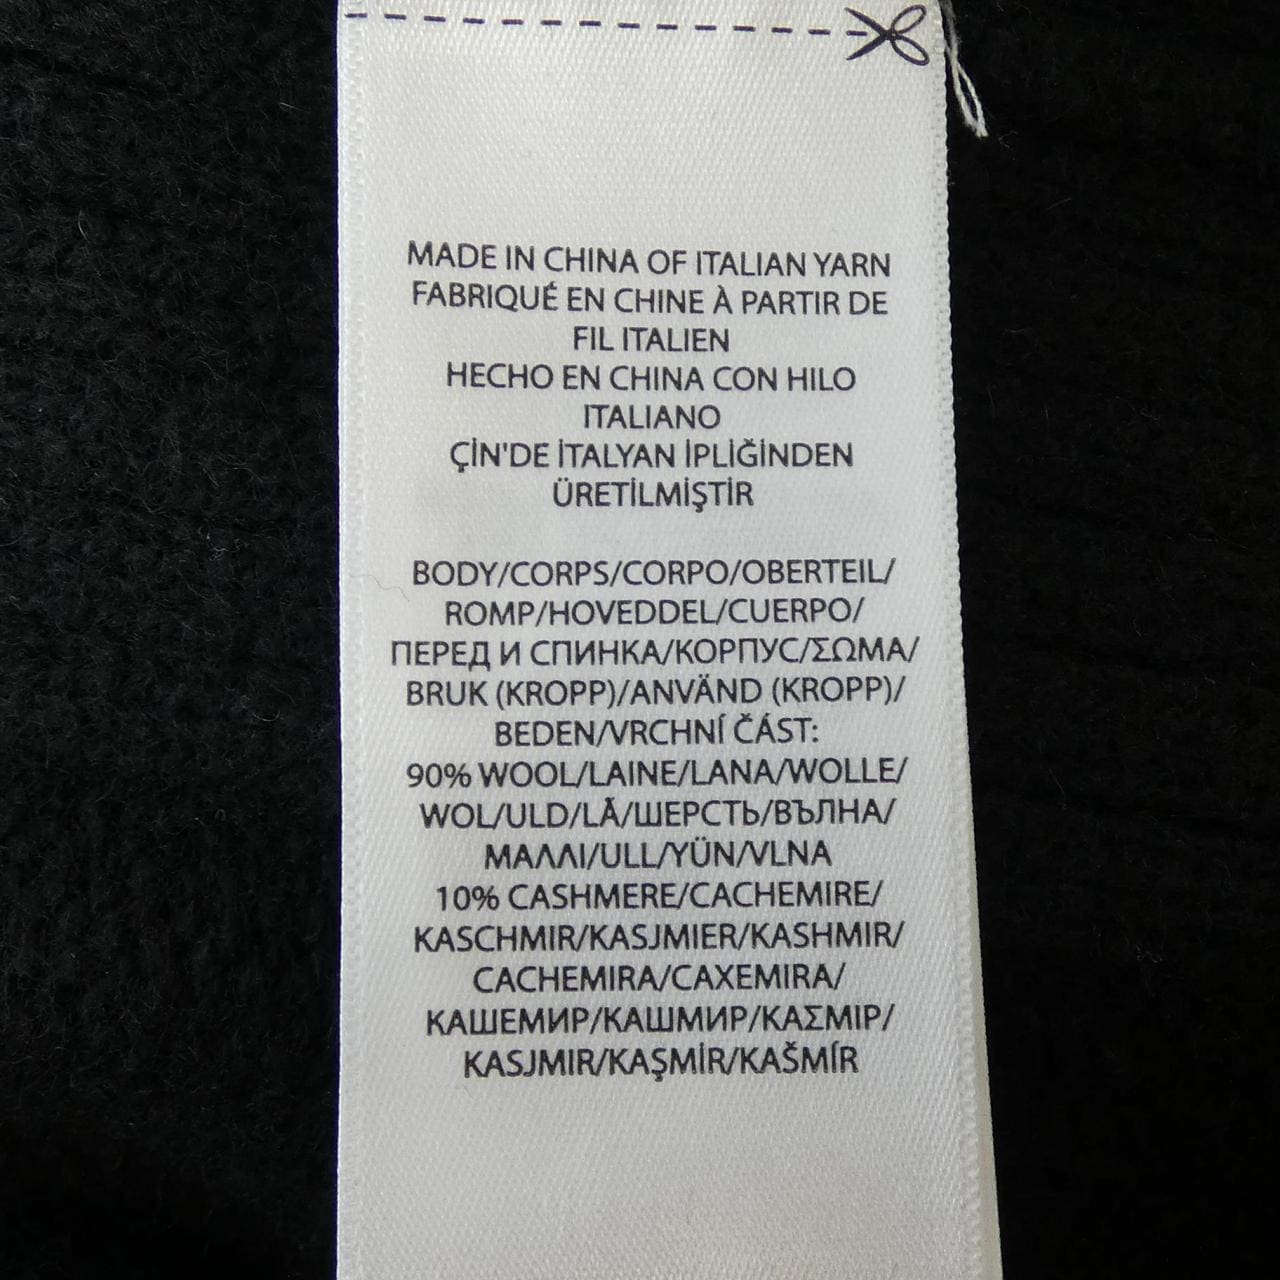 MADE IN CHINA OF ITALIAN YARN
FABRIQUÉ EN CHINE À PARTIR DE
FIL ITALIEN
HECHO EN CHINA CON HILO
ITALIANO
ÇİN'DE İTALYAN İPLİĞİNDEN
ÜRETİLMİŞTİR
BODY/CORPS/CORPO/OBERTEIL/
ROMP/HOVEDDEL/CUERPO/
ПЕРЕД И СПИНКА/КОРПУС/ΣΩΜΑ/
BRUK (KROPP)/ANVÄND (KROPP)/
BEDEN/VRCHNÍ ČÁST:
90% WOOL/LAINE/LANA/WOLLE/
WOL/ULD/LÃ/ШЕРСТЬ/ВЪЛНА/
ΜΑΛΛΙ/ULL/YÜN/VLNA
10% CASHMERE/CACHEMIRE/
KASCHMIR/KASJMIER/KASHMIR/
CACHEMIRA/CAXEMIRA/
КАШЕМИР/КАШМИР/ΚΑΣΜΙΡ/
KASJMIR/KAŞMİR/KAŠMÍR